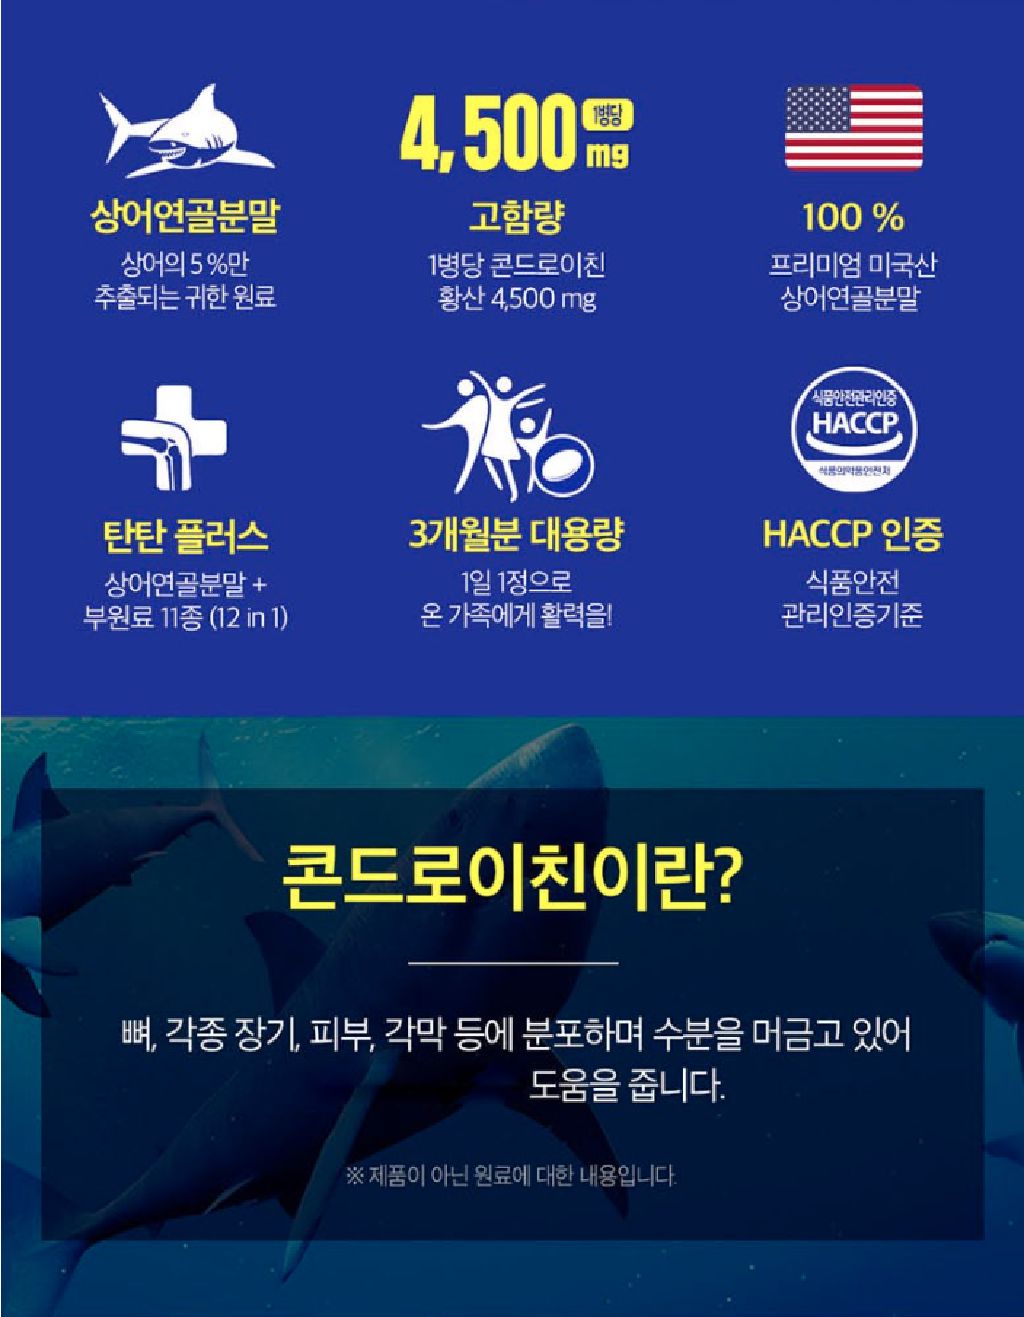 4,500 1병당 mg
상어연골분말
고함량
100 %
상어의 5 %만
추출되는 귀한 원료
1병당 콘드로이친
황산 4,500 mg
프리미엄 미국산
상어연골분말
식품안전관리인증
HACCP
식품의약품안전처
탄탄 플러스
3개월분 대용량
HACCP 인증
상어연골분말 +
부원료 11종 (12 in 1)
1일 1정으로
온 가족에게 활력을!
식품안전
관리인증기준
콘드로이친이란?
뼈, 각종 장기, 피부, 각막 등에 분포하며 수분을 머금고 있어
도움을 줍니다.
※ 제품이 아닌 원료에 대한 내용입니다.